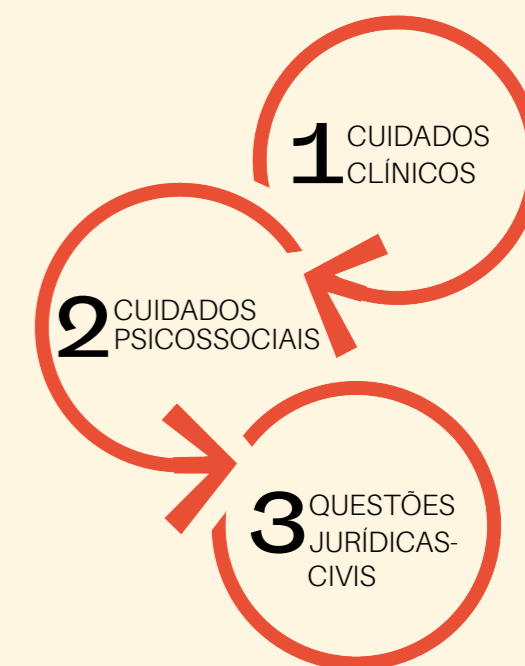 1 CUIDADOS
CLÍNICOS
2 CUIDADOS
PSICOSSOCIAIS
3 QUESTÕES
JURÍDICAS-
CIVIS